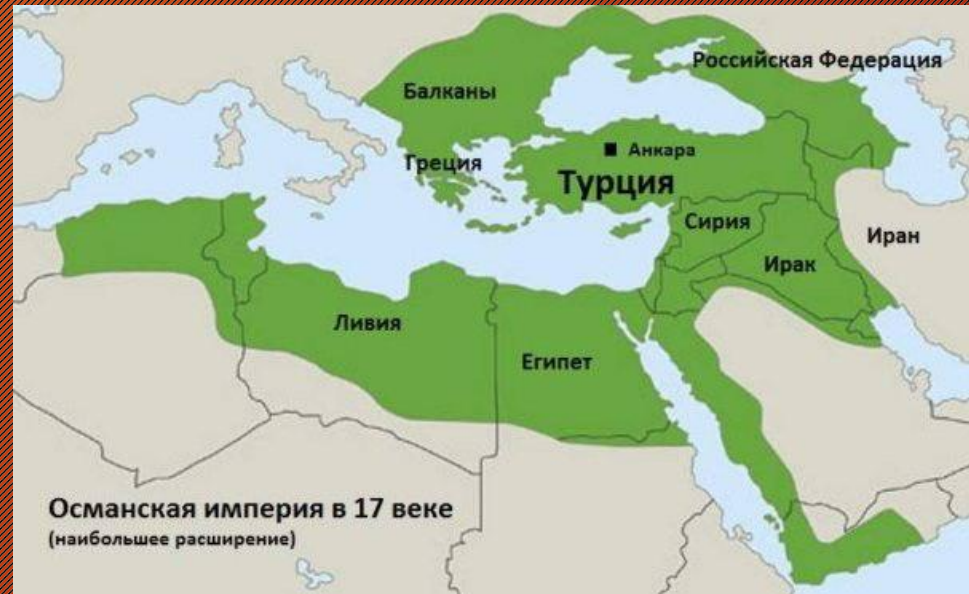 Российская Федерация
Балканы
Анкара
Греция
Турция
Сирия
Иран
Ирак
Ливия
Египет
Османская империя в 17 веке
(наибольшее расширение)